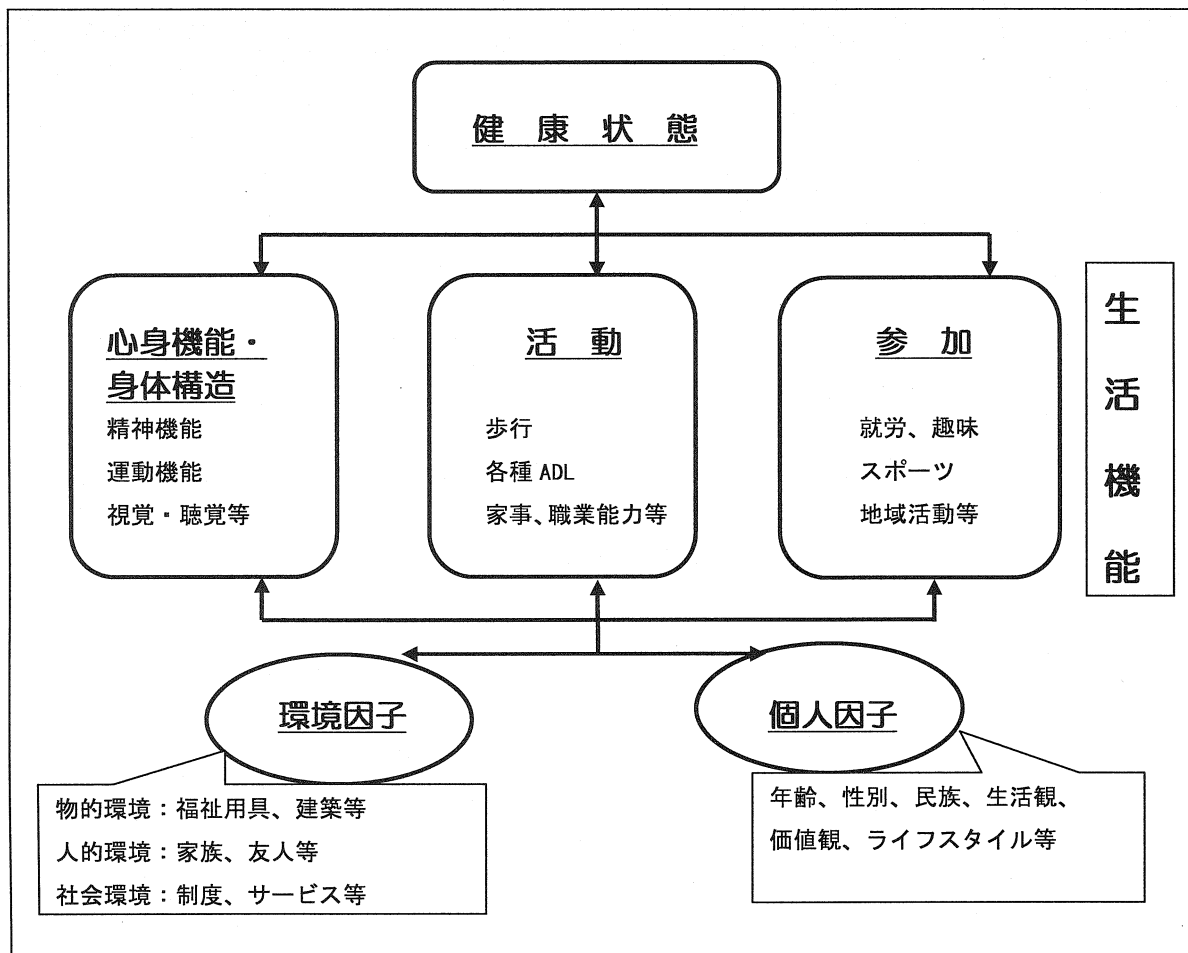 健康状態
心身機能・
身体構造
精神機能
運動機能
視覚・聴覚等
活動
歩行
各種 ADL
家事、職業能力等
参加
就労、趣味
スポーツ
地域活動等
生活機能
環境因子
個人因子
物的環境：福祉用具、建築等
人的環境：家族、友人等
社会環境：制度、サービス等
年齢、性別、民族、生活観、
価値観、ライフスタイル等